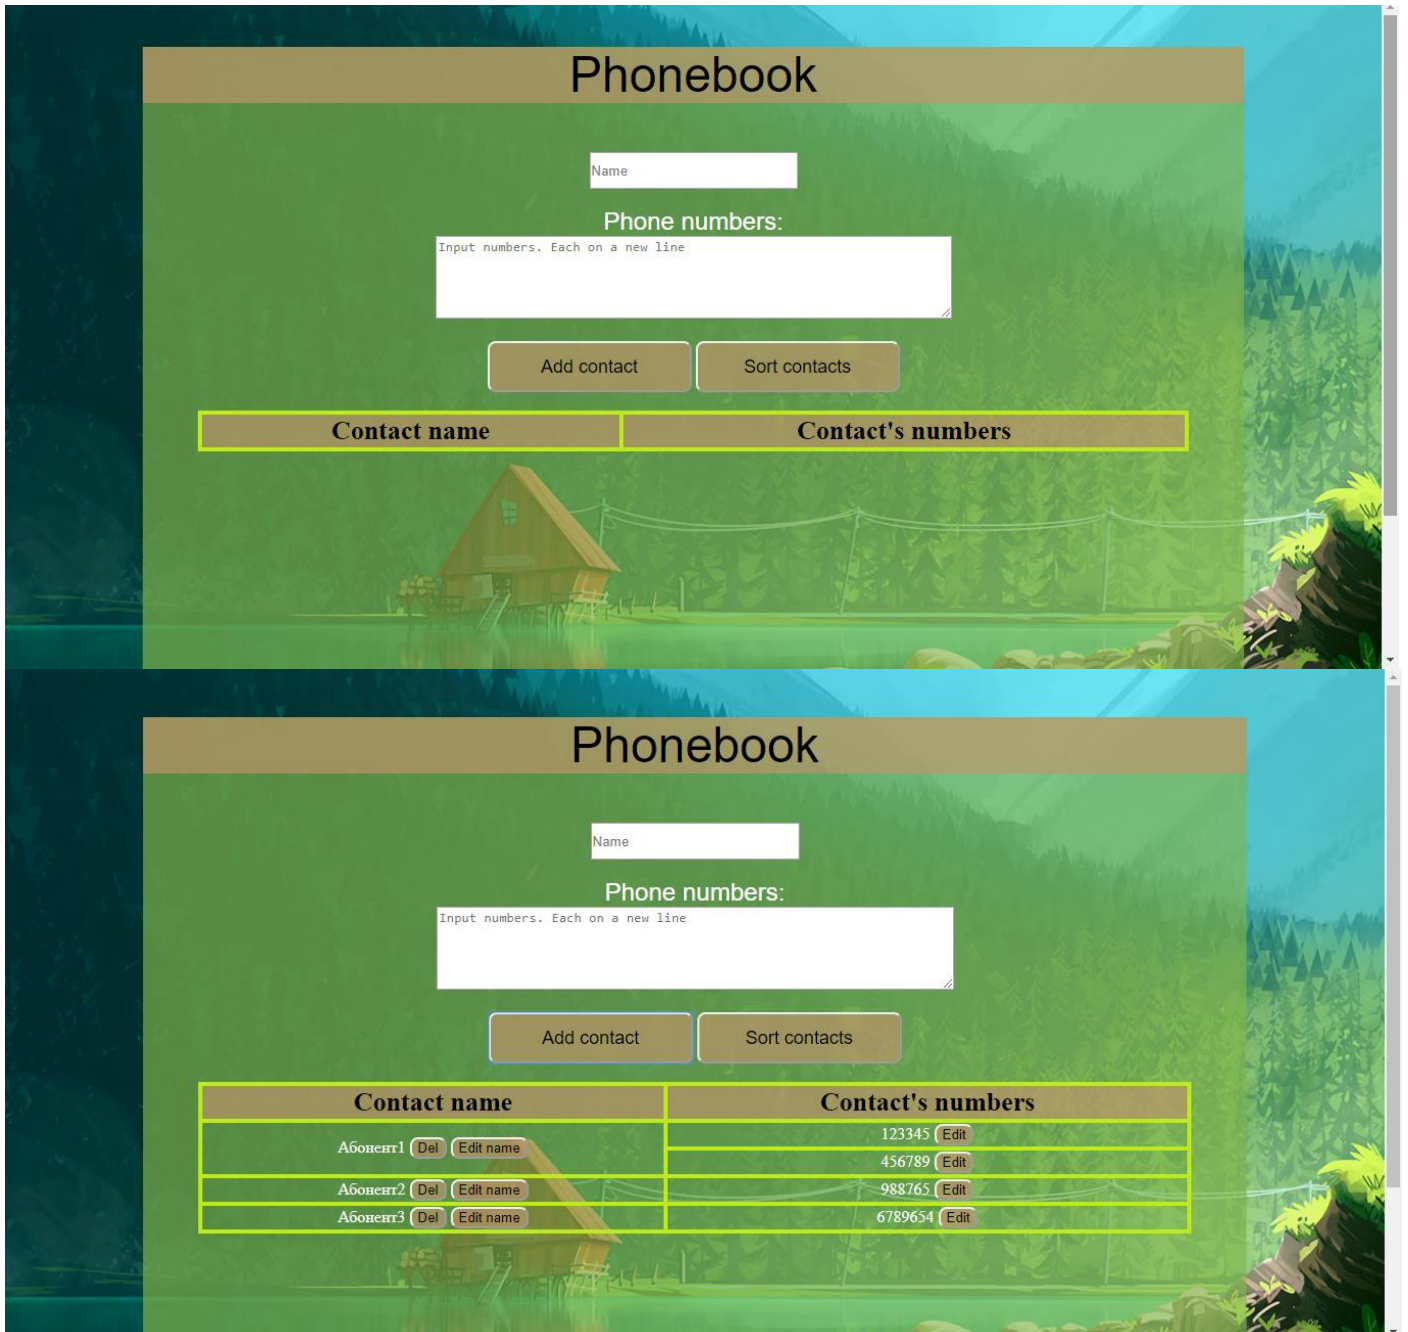 Phonebook
Name
Phone numbers:
Input numbers. Each on a new line
Add contact Sort contacts
Contact name Contact's numbers
Phonebook
Name
Phone numbers:
Input numbers. Each on a new line
Add contact Sort contacts
Contact name Contact's numbers
Абонент1 Del Edit name
123345 Edit
456789 Edit
Абонент2 Del Edit name 988765 Edit
Абонент3 Del Edit name 6789654 Edit